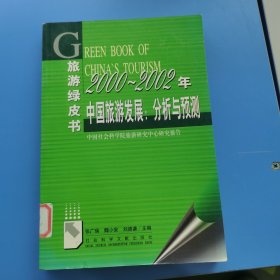 GREEN BOOK OF
CHINA'S TOURISM
旅游绿皮书
2000~2002年
中国旅游发展：分析与预测
中国社会科学院旅游研究中心研究报告
张广瑞 魏小安 刘德谦 主编
社会科学文献出版社